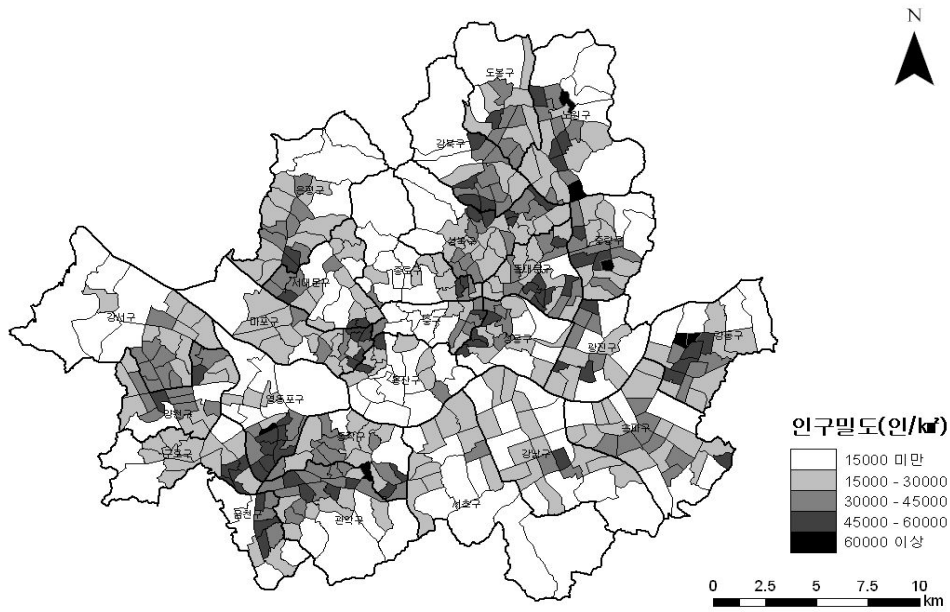 N
도봉구
노원구
강북구
은평구
성북구
중랑구
종로구
서대문구
동대문구
강서구
마포구
중구
성동구
광진구
강동구
용산구
양천구
영등포구
동작구
송파구
구로구
강남구
금천구
관악구
서초구
인구밀도(인/㎢)
15000 미만
15000 - 30000
30000 - 45000
45000 - 60000
60000 이상
0 2.5 5 7.5 10
km